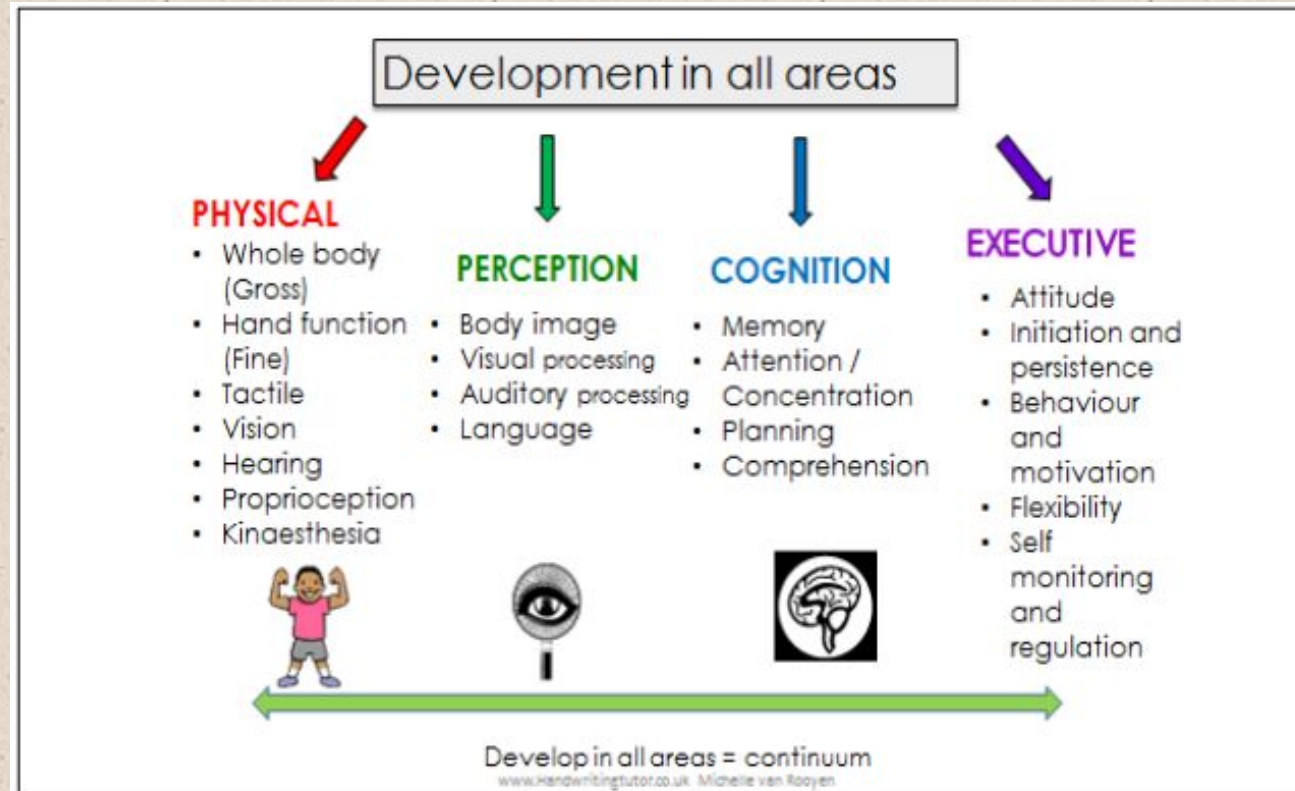 Development in all areas
PHYSICAL
• Whole body
(Gross)
• Hand function
(Fine)
• Tactile
• Vision
• Hearing
• Proprioception
• Kinaesthesia
PERCEPTION
• Body image
• Visual processing
• Auditory processing
• Language
COGNITION
• Memory
• Attention /
Concentration
• Planning
• Comprehension
EXECUTIVE
• Attitude
• Initiation and
persistence
• Behaviour
and
motivation
• Flexibility
• Self
monitoring
and
regulation
Develop in all areas = continuum
www.Handwritingtutor.co.uk Michelle van Rooyen